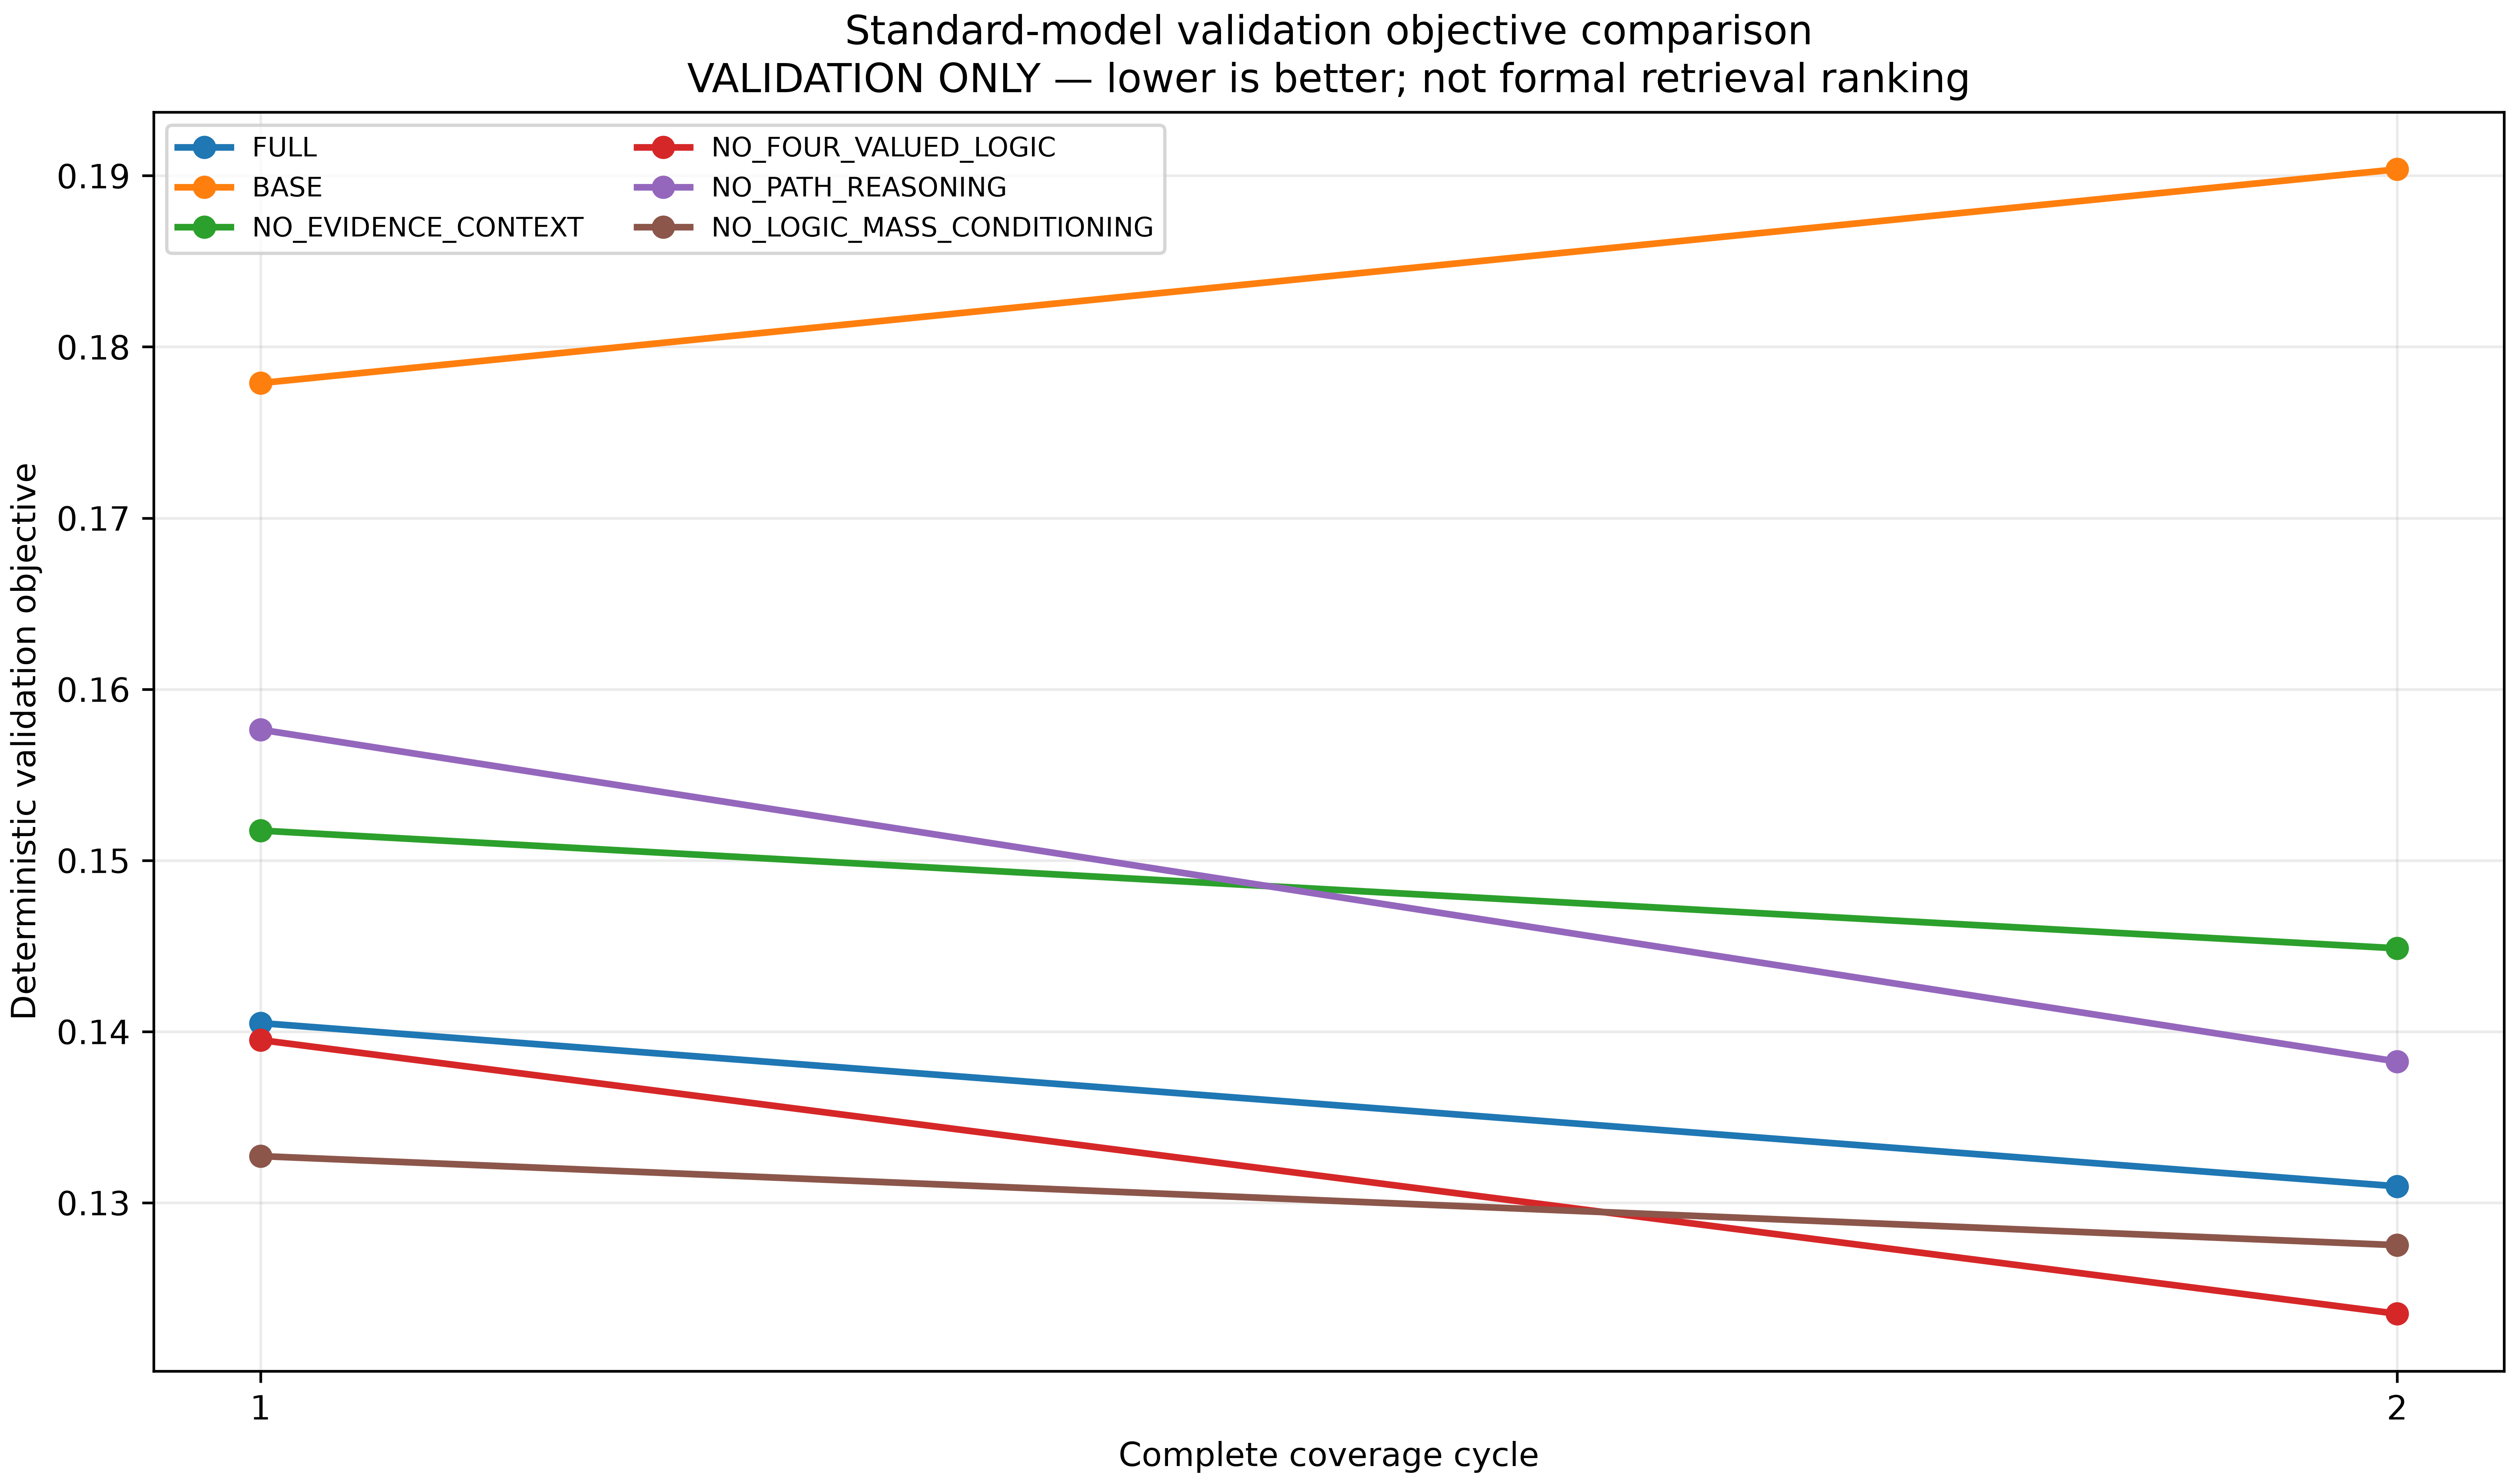 Standard-model validation objective comparison
VALIDATION ONLY — lower is better; not formal retrieval ranking
FULL
BASE
NO_EVIDENCE_CONTEXT
NO_FOUR_VALUED_LOGIC
NO_PATH_REASONING
NO_LOGIC_MASS_CONDITIONING
Deterministic validation objective
0.19
0.18
0.17
0.16
0.15
0.14
0.13
1
2
Complete coverage cycle